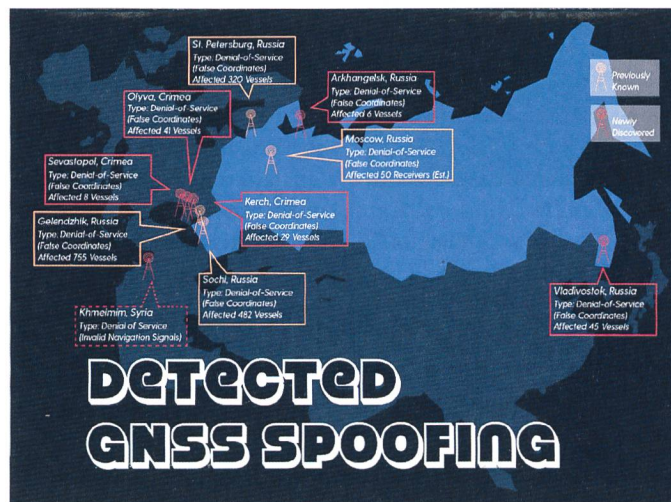 St. Petersburg, Russia
Type: Denial-of-Service
(False Coordinates)
Affected 320 Vessels
Arkhangelsk, Russia
Type: Denial-of-Service
(False Coordinates)
Affected 6 Vessels
Previously
Known
Newly
Discovered
Olyva, Crimea
Type: Denial-of-Service
(False Coordinates)
Affected 41 Vessels
Moscow, Russia
Type: Denial-of-Service
(False Coordinates)
Affected 50 Receivers (Est.)
Sevastopol, Crimea
Type: Denial-of-Service
(False Coordinates)
Affected 8 Vessels
Kerch, Crimea
Type: Denial-of-Service
(False Coordinates)
Affected 29 Vessels
Gelendzhik, Russia
Type: Denial-of-Service
(False Coordinates)
Affected 755 Vessels
Sochi, Russia
Type: Denial-of-Service
(False Coordinates)
Affected 482 Vessels
Khmeimim, Syria
Type: Denial of Service
(Invalid Navigation Signals)
Vladivostok, Russia
Type: Denial-of-Service
(False Coordinates)
Affected 45 Vessels
DETECTED
GNSS SPOOFING